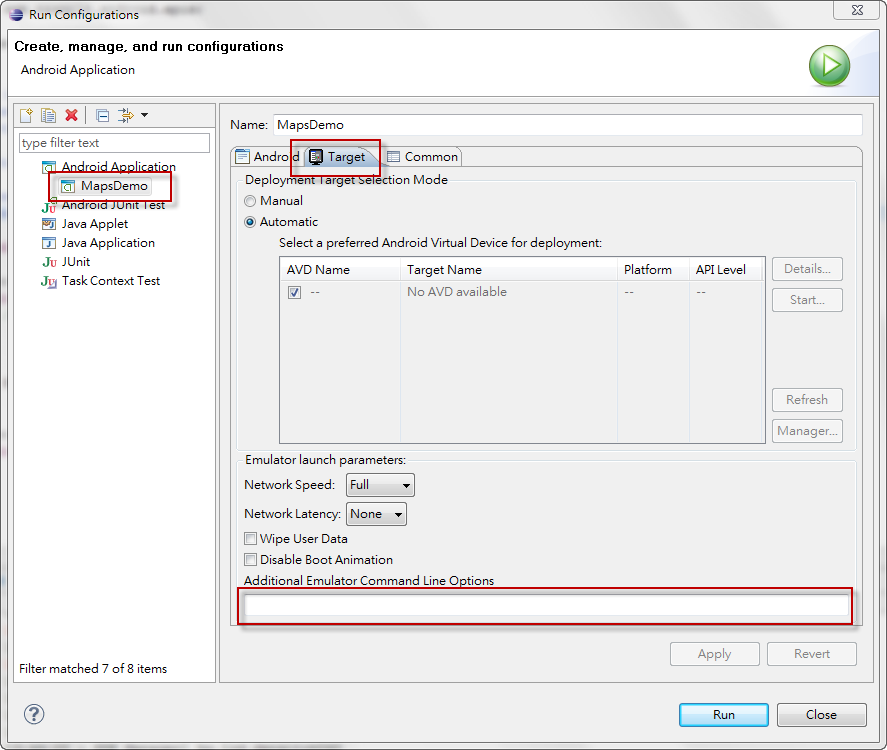 Run Configurations
Create, manage, and run configurations
Android Application
type filter text
Android Application
MapsDemo
Android JUnit Test
Java Applet
Java Application
JUnit
Task Context Test
Filter matched 7 of 8 items
Name: MapsDemo
Android Target Common
Deployment Target Selection Mode
Manual
Automatic
Select a preferred Android Virtual Device for deployment:
AVD Name Target Name Platform API Level
-- No AVD available -- --
Details...
Start...
Refresh
Manager...
Emulator launch parameters:
Network Speed: Full
Network Latency: None
Wipe User Data
Disable Boot Animation
Additional Emulator Command Line Options
Apply Revert
Run Close